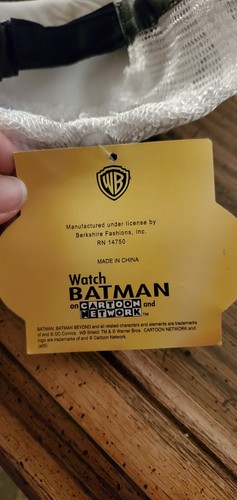 WB
Manufactured under license by
Berkshire Fashions, Inc.
RN 14750
MADE IN CHINA
Watch
BATMAN
on CARTOON and
NETWORK™
BATMAN, BATMAN BEYOND and all related characters and elements are trademarks
of and © DC Comics. WB Shield: TM & © Warner Bros. CARTOON NETWORK and
logo are trademarks of and © Cartoon Network.